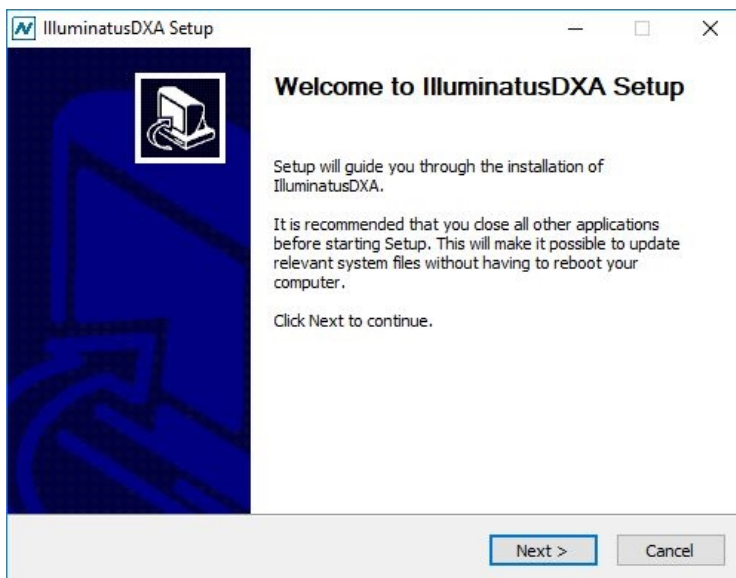 IlluminatusDXA Setup
Welcome to IlluminatusDXA Setup
Setup will guide you through the installation of
IlluminatusDXA.
It is recommended that you close all other applications
before starting Setup. This will make it possible to update
relevant system files without having to reboot your
computer.
Click Next to continue.
Next >
Cancel